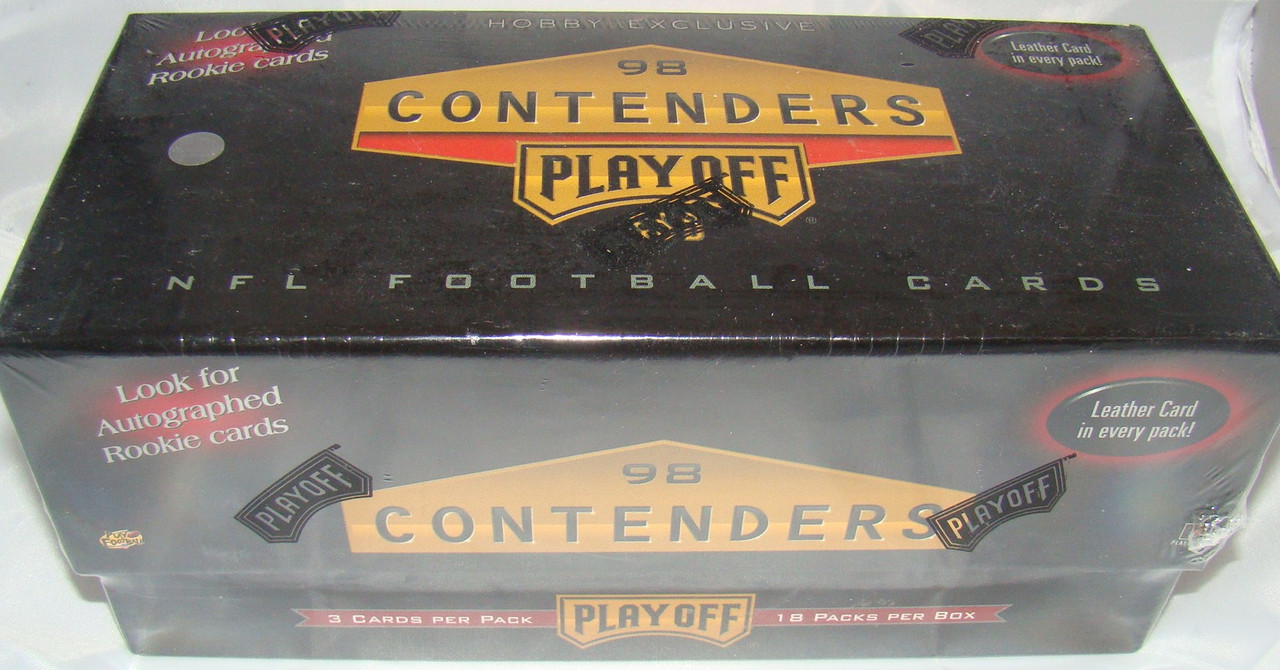 HOBBY EXCLUSIVE
PLAYOFF
Rookie cards
Leather Card
in every pack!
98
CONTENDERS
PLAYOFF
®
NFL FOOTBALL CARDS
Look for
Autographed
Rookie cards
Leather Card
in every pack!
98
CONTENDERS
PLAYOFF
PLAYOFF
3 CARDS PER PACK
PLAYOFF
18 PACKS PER BOX